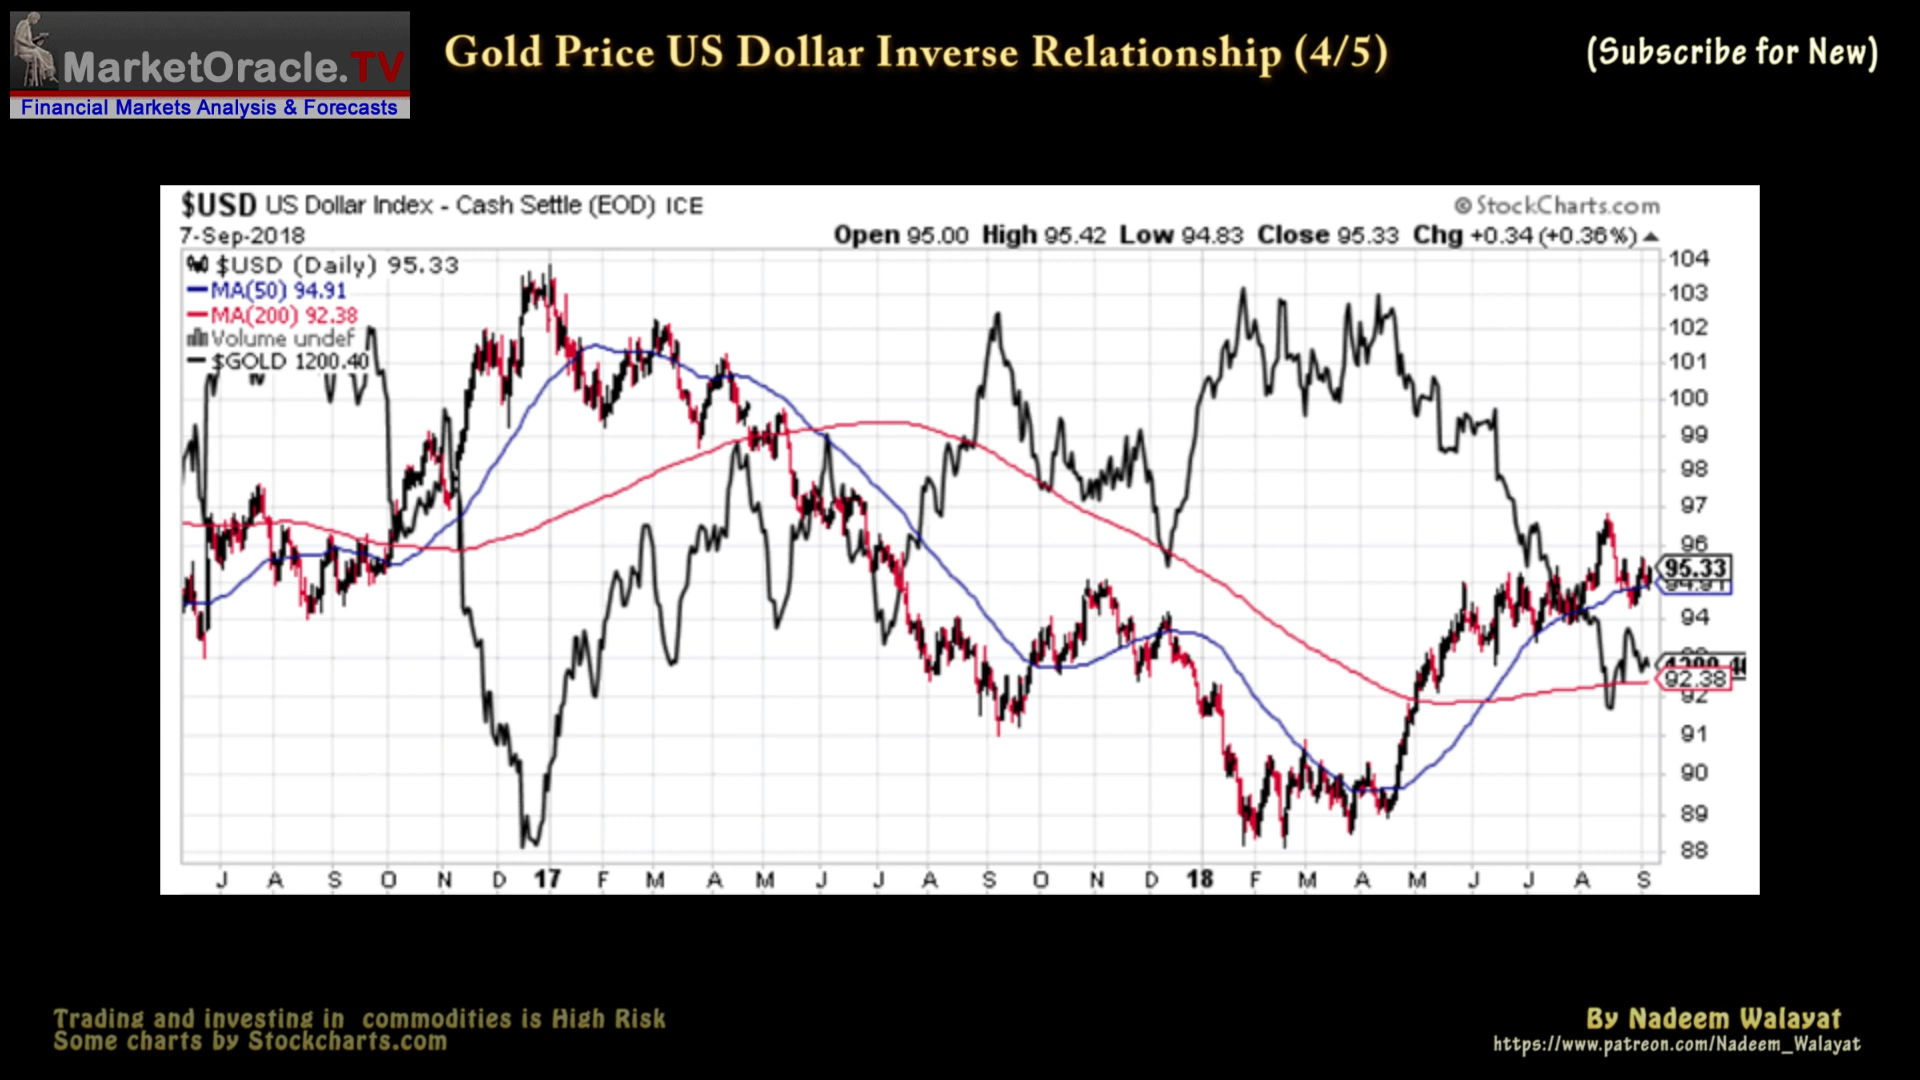 MarketOracle.TV
Financial Markets Analysis & Forecasts
Gold Price US Dollar Inverse Relationship (4/5)
(Subscribe for New)
$USD US Dollar Index - Cash Settle (EOD) ICE
© StockCharts.com
7-Sep-2018
Open 95.00 High 95.42 Low 94.83 Close 95.33 Chg +0.34 (+0.36%)
$USD (Daily) 95.33
MA(50) 94.91
MA(200) 92.38
Volume undef
$GOLD 1200.40
104
103
102
101
100
99
98
97
96
95.33
94.91
94
92.38
92
91
90
89
88
J A S O N D 17 F M A M J J A S O N D 18 F M A M J J A S
Trading and investing in commodities is High Risk
Some charts by Stockcharts.com
By Nadeem Walayat
https://www.patreon.com/Nadeem_Walayat